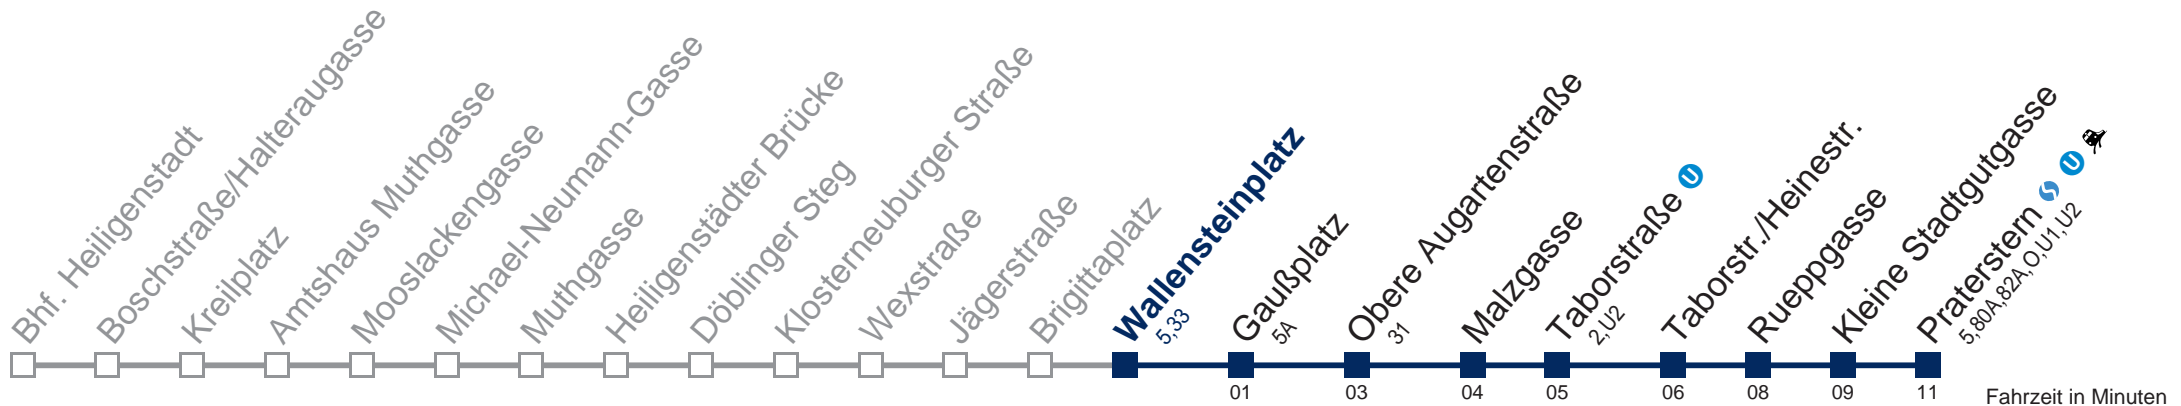 Bhf. Heiligenstadt
Boschstraße/Halteraugasse
Kreilplatz
Amtshaus Muthgasse
Mooslackengasse
Michael-Neumann-Gasse
Muthgasse
Heiligenstädter Brücke
Döblinger Steg
Klosterneuburger Straße
Wexstraße
Jägerstraße
Brigittaplatz
Wallensteinplatz
5,33
Gaußplatz
5A
Obere Augartenstraße
31
Malzgasse
Taborstraße U
2,U2
Taborstr./Heinestr.
Rueppgasse
Kleine Stadtgutgasse
Praterstern S U
5,80A,82A,O,U1,U2
01 03 04 05 06 08 09 11 Fahrzeit in Minuten